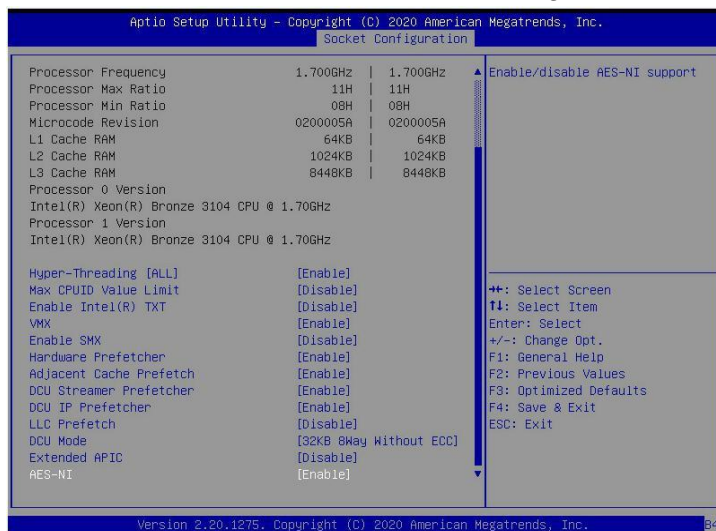 Aptio Setup Utility – Copyright (C) 2020 American Megatrends, Inc.
Socket Configuration
Processor Frequency 1.700GHz | 1.700GHz
Processor Max Ratio 11H | 11H
Processor Min Ratio 08H | 08H
Microcode Revision 0200005A | 0200005A
L1 Cache RAM 64KB | 64KB
L2 Cache RAM 1024KB | 1024KB
L3 Cache RAM 8448KB | 8448KB
Processor 0 Version
Intel(R) Xeon(R) Bronze 3104 CPU @ 1.70GHz
Processor 1 Version
Intel(R) Xeon(R) Bronze 3104 CPU @ 1.70GHz
Hyper-Threading [ALL] [Enable]
Max CPUID Value Limit [Disable]
Enable Intel(R) TXT [Disable]
VMX [Enable]
Enable SMX [Disable]
Hardware Prefetcher [Enable]
Adjacent Cache Prefetch [Enable]
DCU Streamer Prefetcher [Enable]
DCU IP Prefetcher [Enable]
LLC Prefetch [Disable]
DCU Mode [32KB 8Way Without ECC]
Extended APIC [Disable]
AES-NI [Enable]
Enable/disable AES-NI support
→←: Select Screen
↑↓: Select Item
Enter: Select
+/-: Change Opt.
F1: General Help
F2: Previous Values
F3: Optimized Defaults
F4: Save & Exit
ESC: Exit
Version 2.20.1275. Copyright (C) 2020 American Megatrends, Inc.